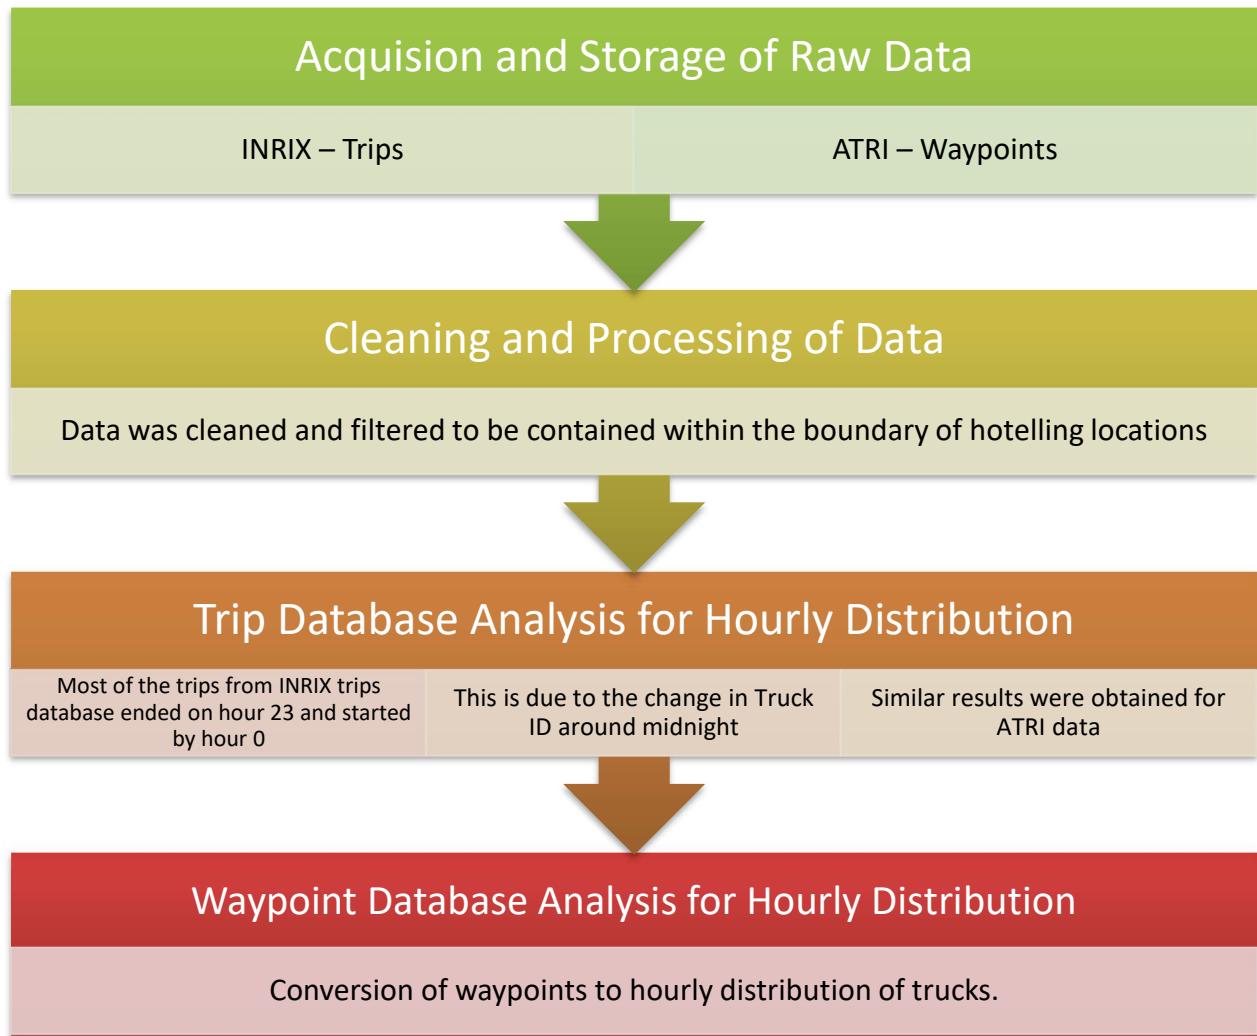 Acquision and Storage of Raw Data
INRIX – Trips
ATRI – Waypoints
Cleaning and Processing of Data
Data was cleaned and filtered to be contained within the boundary of hotelling locations
Trip Database Analysis for Hourly Distribution
Most of the trips from INRIX trips
database ended on hour 23 and started
by hour 0
This is due to the change in Truck
ID around midnight
Similar results were obtained for
ATRI data
Waypoint Database Analysis for Hourly Distribution
Conversion of waypoints to hourly distribution of trucks.